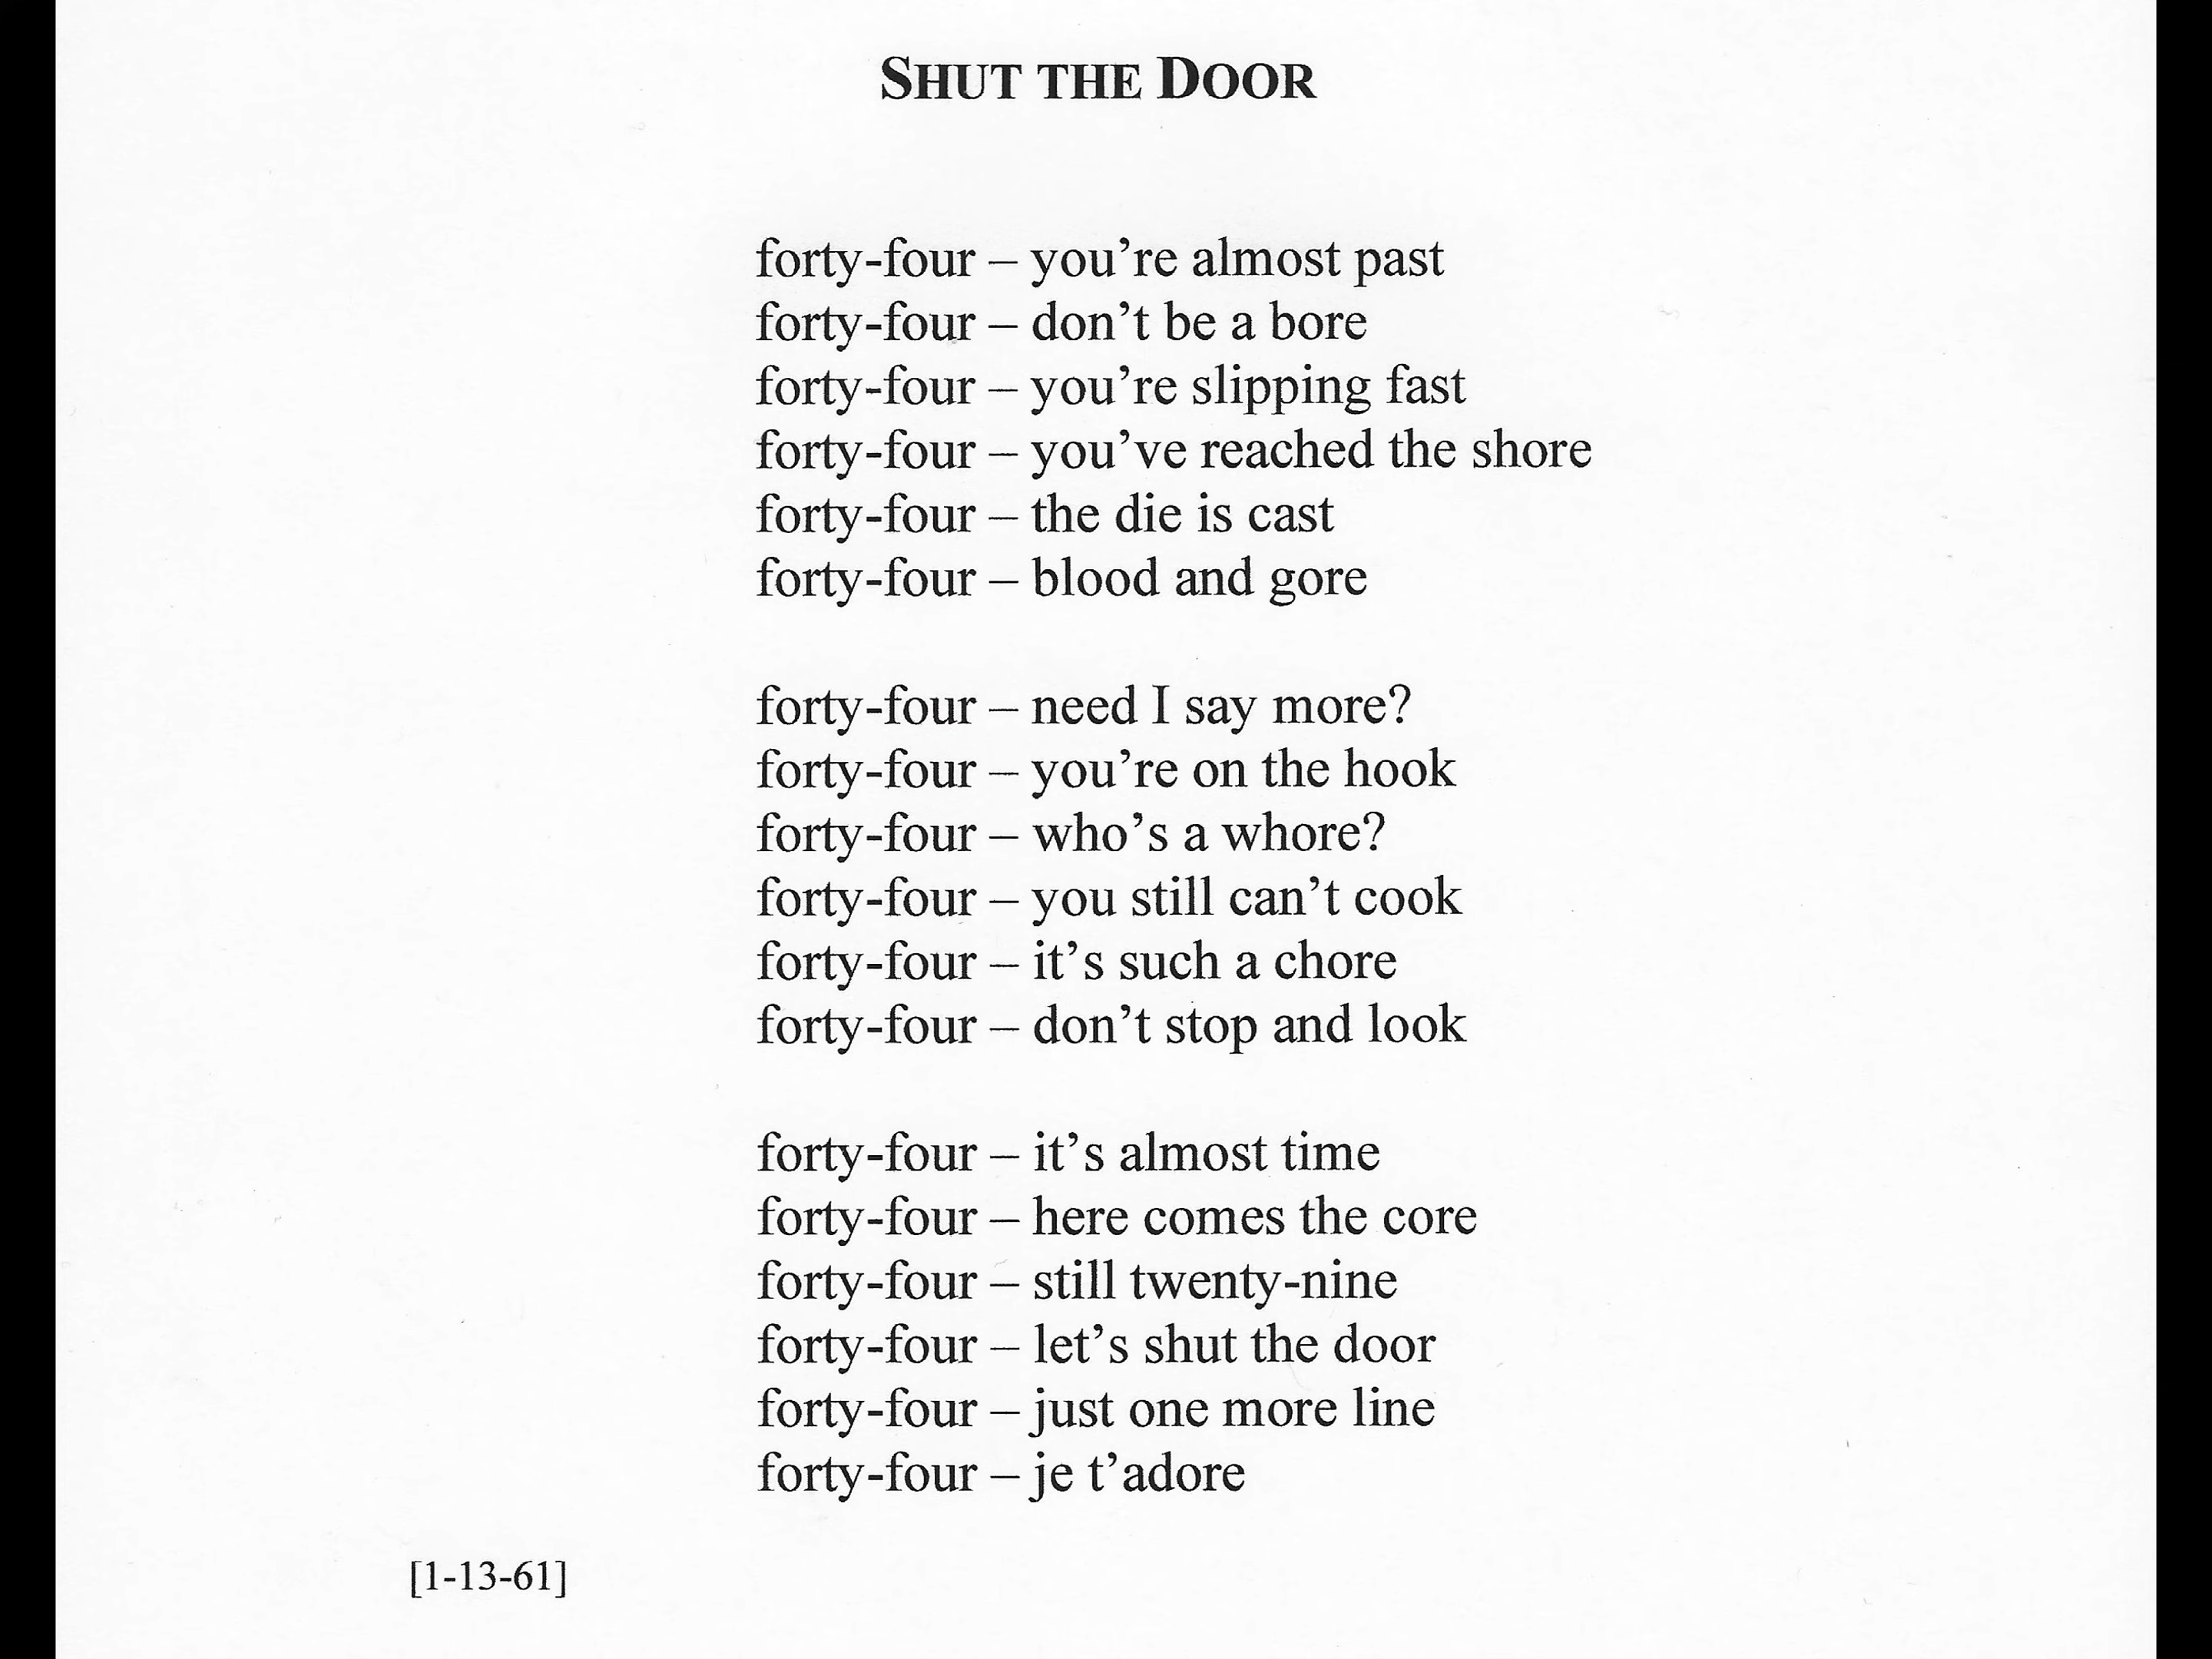 SHUT THE DOOR
forty-four – you’re almost past
forty-four – don’t be a bore
forty-four – you’re slipping fast
forty-four – you’ve reached the shore
forty-four – the die is cast
forty-four – blood and gore
forty-four – need I say more?
forty-four – you’re on the hook
forty-four – who’s a whore?
forty-four – you still can’t cook
forty-four – it’s such a chore
forty-four – don’t stop and look
forty-four – it’s almost time
forty-four – here comes the core
forty-four – still twenty-nine
forty-four – let’s shut the door
forty-four – just one more line
forty-four – je t’adore
[1-13-61]